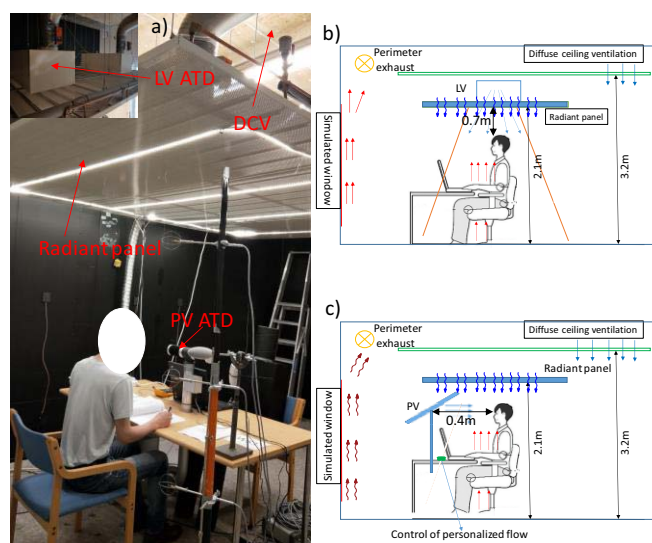 a)
LV ATD
DCV
Radiant panel
PV ATD
b)
Perimeter
exhaust
Diffuse ceiling ventilation
LV
Radiant panel
0.7m
Simulated window
2.1m
3.2m
c)
Perimeter
exhaust
Diffuse ceiling ventilation
Radiant panel
PV
0.4m
Simulated window
2.1m
3.2m
Control of personalized flow